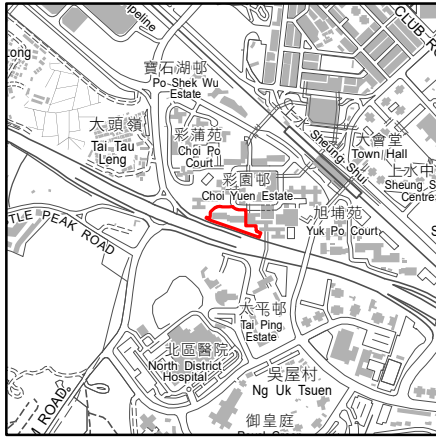 peline
CLUB RO
ong
寶石湖邨
Po Shek Wu
Estate
大頭嶺
Tai Tau
Leng
彩蒲苑
Choi Po
Court
上水 Sheung Shui
大會堂
Town Hall
上水中
Sheung S
Centre
彩園邨
Choi Yuen Estate
旭埔苑
Yuk Po Court
S
TLE PEAK ROAD
太平邨
Tai Ping
Estate
北區醫院
North District
Hospital
吳屋村
Ng Uk Tsuen
M ROAD
御皇庭